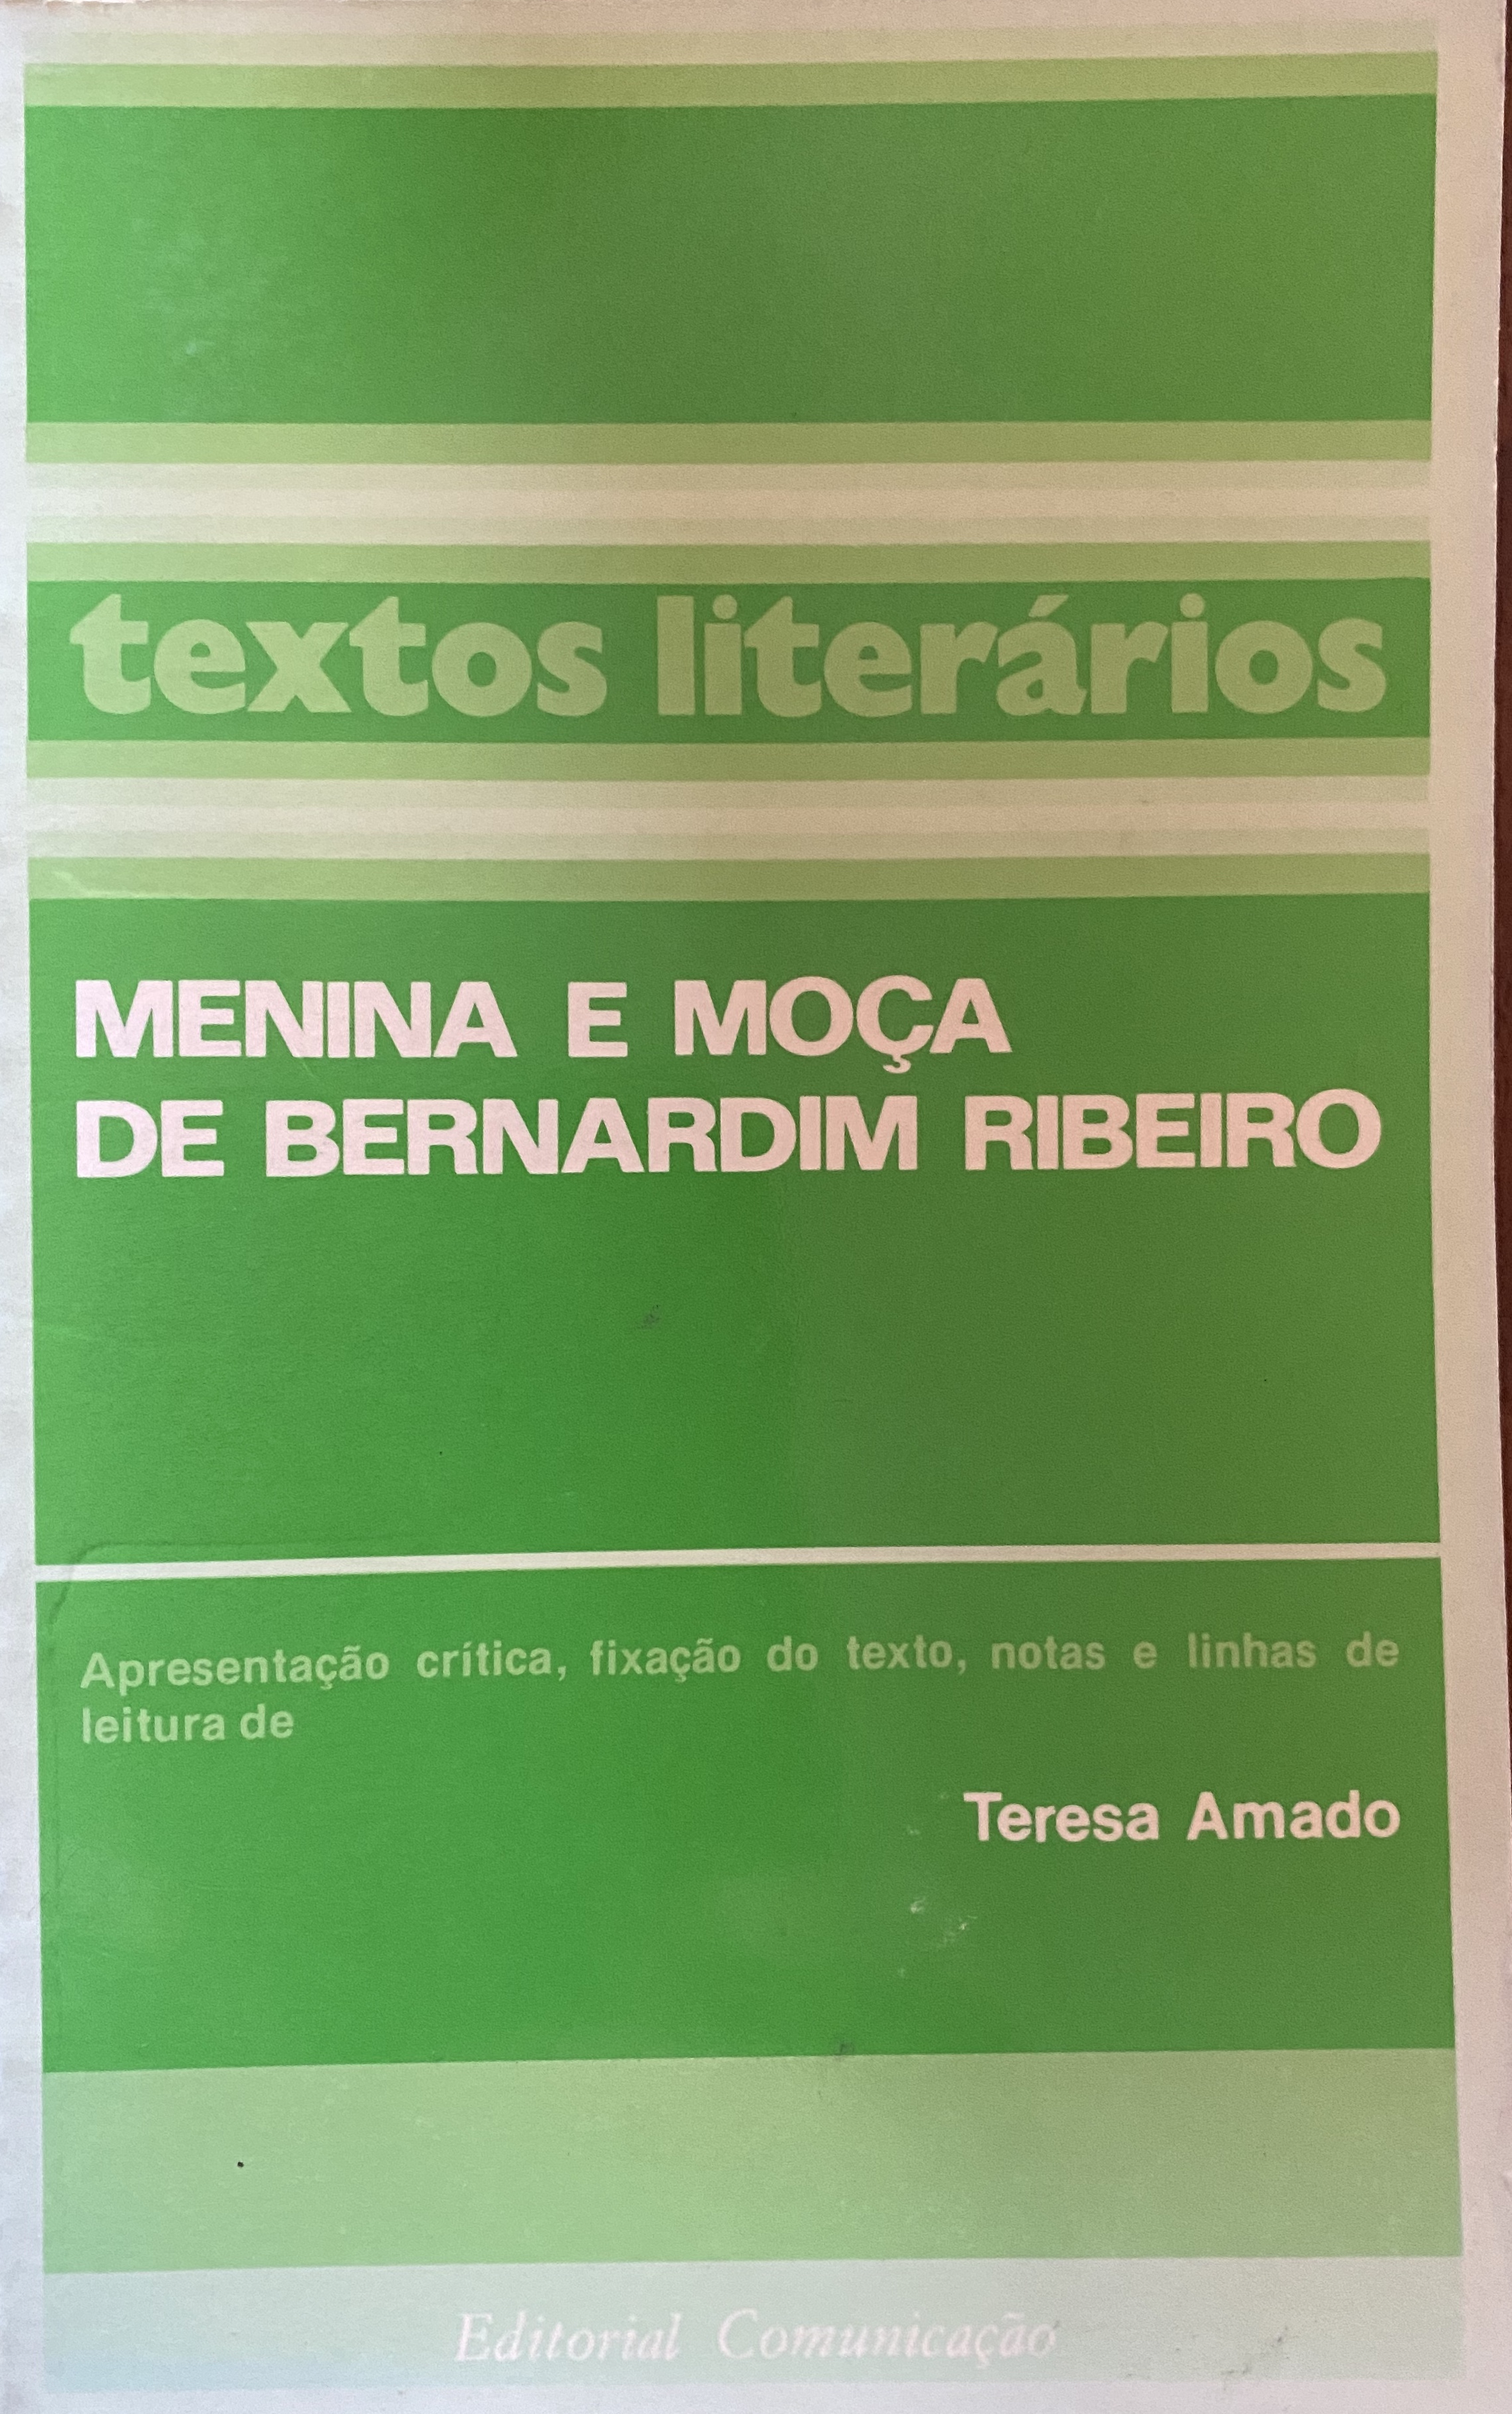 textos literários
MENINA E MOÇA
DE BERNARDIM RIBEIRO
Apresentação crítica, fixação do texto, notas e linhas de
leitura de
Teresa Amado
Editorial Comunicação